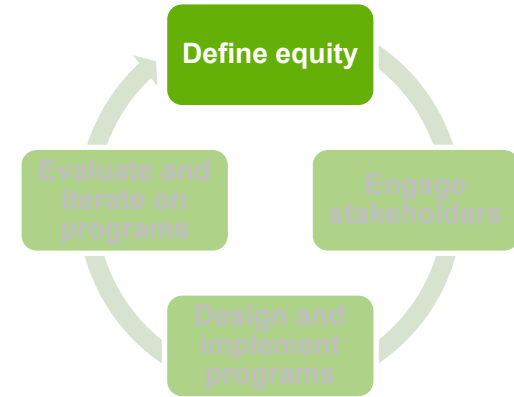 Define equity
Evaluate and
iterate on
programs
Engage
stakeholders
Design and
implement
programs